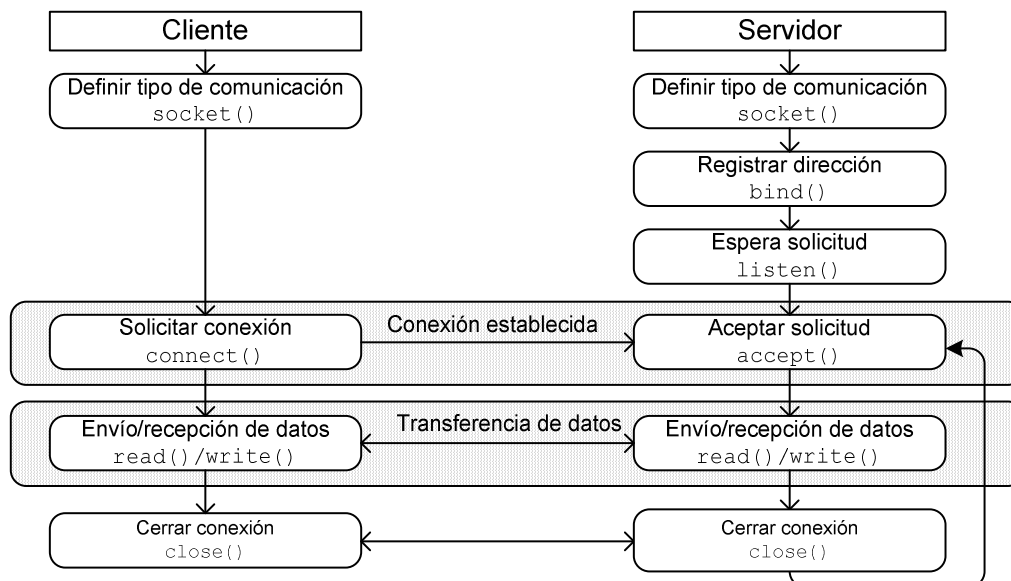 Cliente
Servidor
Definir tipo de comunicación
socket()
Definir tipo de comunicación
socket()
Registrar dirección
bind()
Espera solicitud
listen()
Solicitar conexión
connect()
Conexión establecida
Aceptar solicitud
accept()
Envío/recepción de datos
read()/write()
Transferencia de datos
Envío/recepción de datos
read()/write()
Cerrar conexión
close()
Cerrar conexión
close()